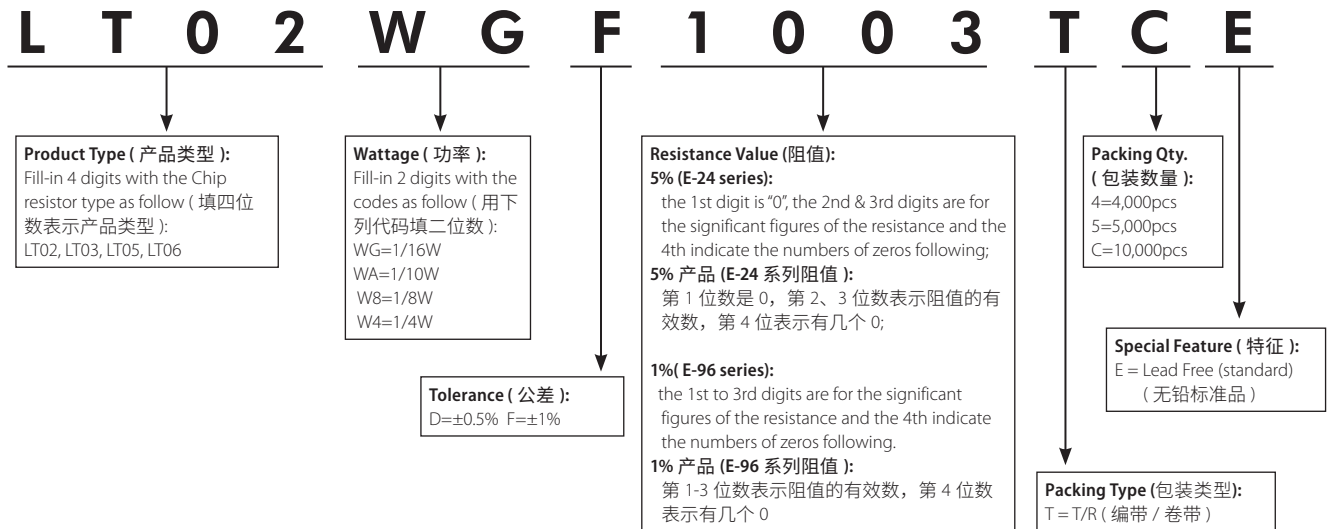 L T 0 2 W G F 1 0 0 3 T C E
Product Type ( 产品类型 ):
Fill-in 4 digits with the Chip
resistor type as follow ( 填四位
数表示产品类型 ):
LT02, LT03, LT05, LT06
Wattage ( 功率 ):
Fill-in 2 digits with the
codes as follow ( 用下
列代码填二位数 ):
WG=1/16W
WA=1/10W
W8=1/8W
W4=1/4W
Tolerance ( 公差 ):
D=±0.5% F=±1%
Resistance Value (阻值):
5% (E-24 series):
the 1st digit is "0", the 2nd & 3rd digits are for
the significant figures of the resistance and the
4th indicate the numbers of zeros following;
5% 产品 (E-24 系列阻值 ):
第 1 位数是 0，第 2、3 位数表示阻值的有
效数，第 4 位表示有几个 0;
1%( E-96 series):
the 1st to 3rd digits are for the significant
figures of the resistance and the 4th indicate
the numbers of zeros following.
1% 产品 (E-96 系列阻值 ):
第 1-3 位数表示阻值的有效数，第 4 位数
表示有几个 0
Packing Qty.
( 包装数量 ):
4=4,000pcs
5=5,000pcs
C=10,000pcs
Special Feature ( 特征 ):
E = Lead Free (standard)
( 无铅标准品 )
Packing Type (包装类型):
T = T/R ( 编带 / 卷带 )